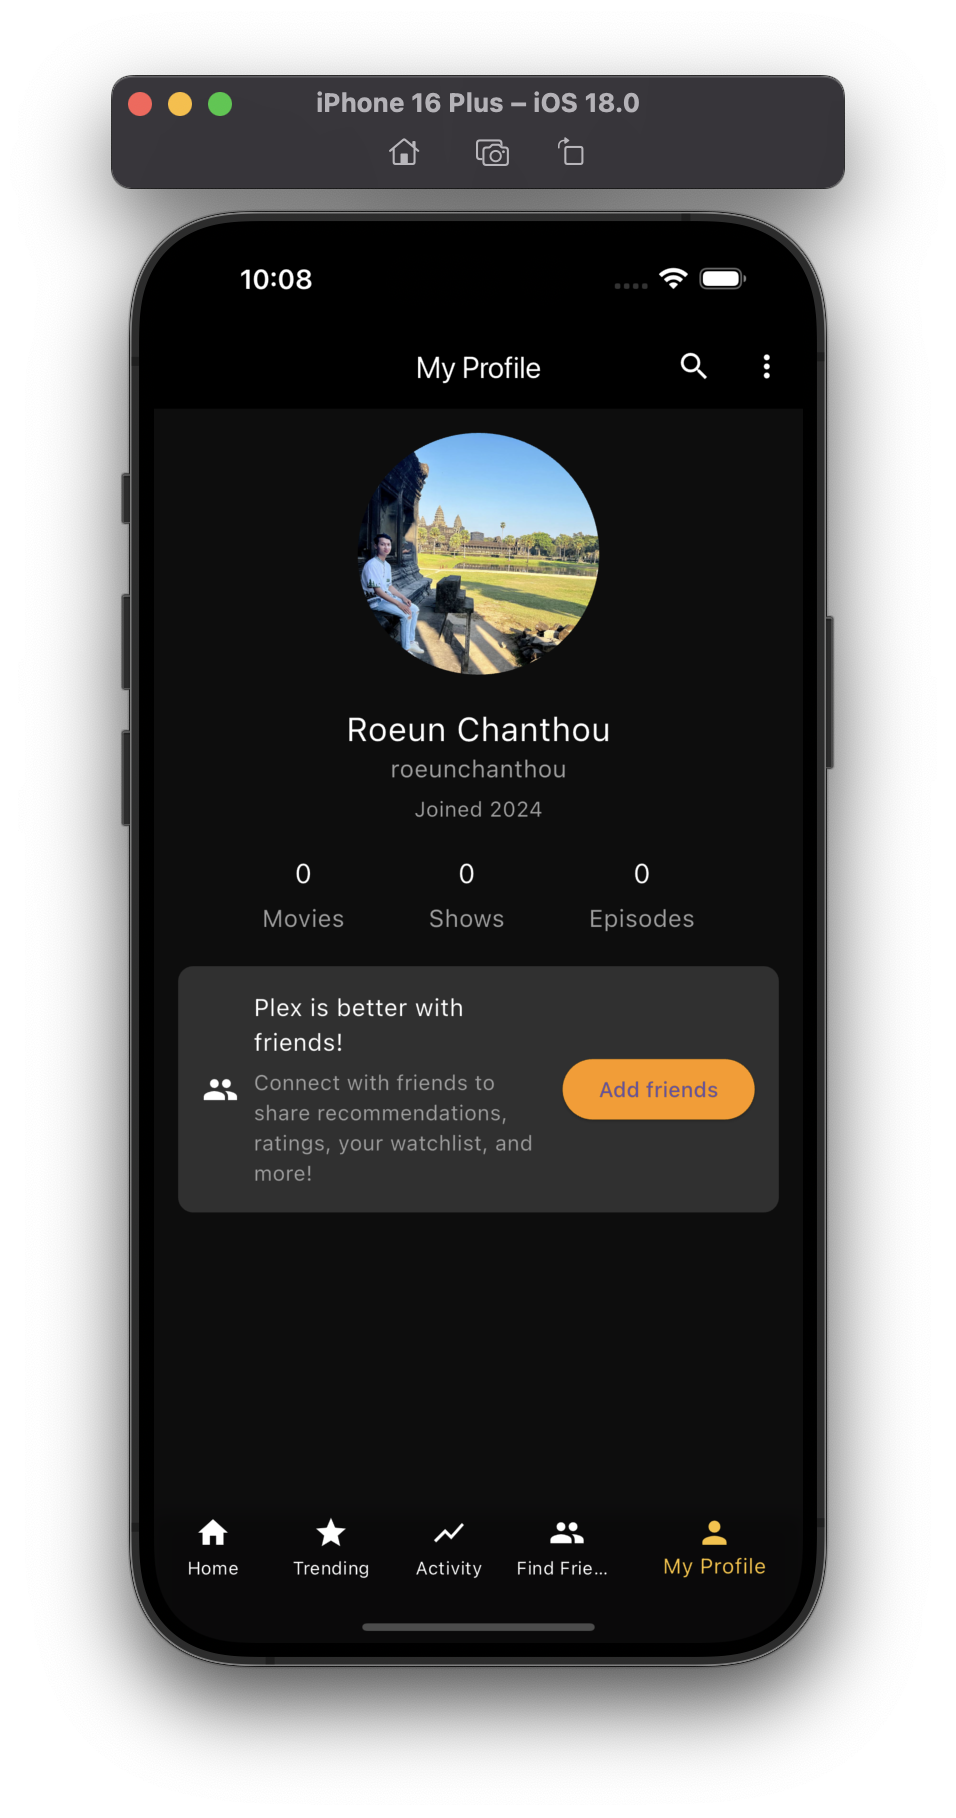 iPhone 16 Plus – iOS 18.0
10:08
My Profile
Roeun Chanthou
roeunchanthou
Joined 2024
0 0 0
Movies Shows Episodes
Plex is better with
friends!
Connect with friends to
share recommendations,
ratings, your watchlist, and
more!
Add friends
Home Trending Activity Find Frie... My Profile